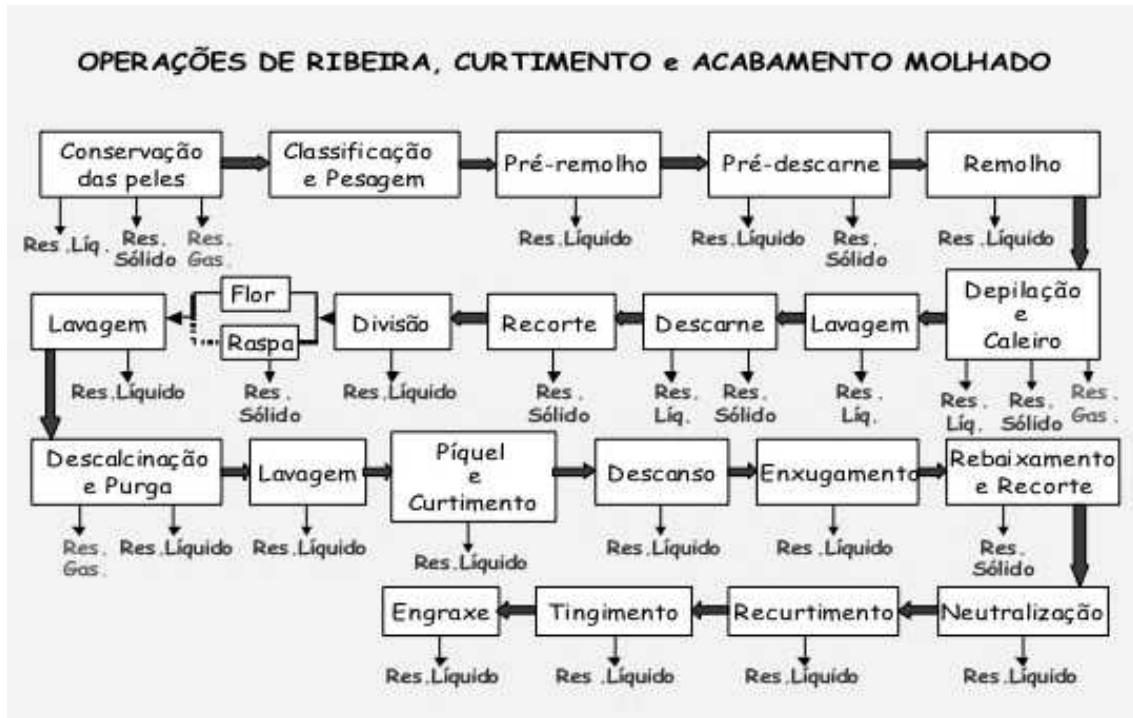 OPERAÇÕES DE RIBEIRA, CURTIMENTO e ACABAMENTO MOLHADO
Conservação
das peles
Classificação
e Pesagem
Pré-remolho
Pré-descarne
Remolho
Res.Líq.
Res.
Sólido
Res.
Gas.
Res.Líquido
Res.Líquido
Res.
Sólido
Res.Líquido
Depilação
e
Caleiro
Lavagem
Descarne
Recorte
Divisão
Flor
Raspa
Lavagem
Res.
Líq.
Res.
Sólido
Res.
Gas.
Res.
Líq.
Res.
Líq.
Res.
Sólido
Res.
Sólido
Res.Líquido
Res.
Sólido
Res.Líquido
Descalcinação
e Purga
Lavagem
Píquel
e
Curtimento
Descanso
Enxugamento
Rebaixamento
e Recorte
Res.
Gas.
Res.Líquido
Res.Líquido
Res.Líquido
Res.Líquido
Res.Líquido
Res.
Sólido
Neutralização
Recurtimento
Tingimento
Engraxe
Res.Líquido
Res.Líquido
Res.Líquido
Res.Líquido